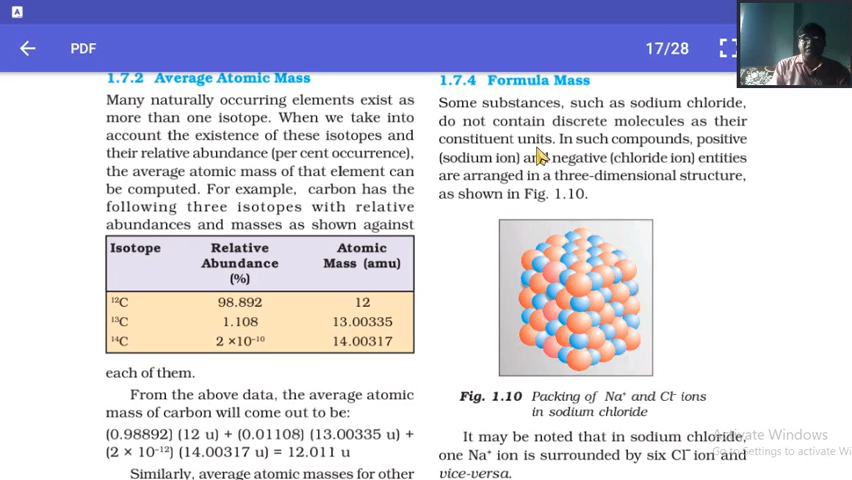 A
PDF
17/28
1.7.2 Average Atomic Mass
Many naturally occurring elements exist as
more than one isotope. When we take into
account the existence of these isotopes and
their relative abundance (per cent occurrence),
the average atomic mass of that element can
be computed. For example, carbon has the
following three isotopes with relative
abundances and masses as shown against
Isotope Relative Abundance (%) Atomic Mass (amu)
¹²C 98.892 12
¹³C 1.108 13.00335
¹⁴C 2 ×10⁻¹⁰ 14.00317
each of them.
From the above data, the average atomic
mass of carbon will come out to be:
(0.98892) (12 u) + (0.01108) (13.00335 u) +
(2 × 10⁻¹²) (14.00317 u) = 12.011 u
Similarly, average atomic masses for other
1.7.4 Formula Mass
Some substances, such as sodium chloride,
do not contain discrete molecules as their
constituent units. In such compounds, positive
(sodium ion) and negative (chloride ion) entities
are arranged in a three-dimensional structure,
as shown in Fig. 1.10.
Fig. 1.10 Packing of Na⁺ and Cl⁻ ions
in sodium chloride
It may be noted that in sodium chloride,
one Na⁺ ion is surrounded by six Cl⁻ ion and
vice-versa.
Activate Windows
Go to Settings to activate Wi